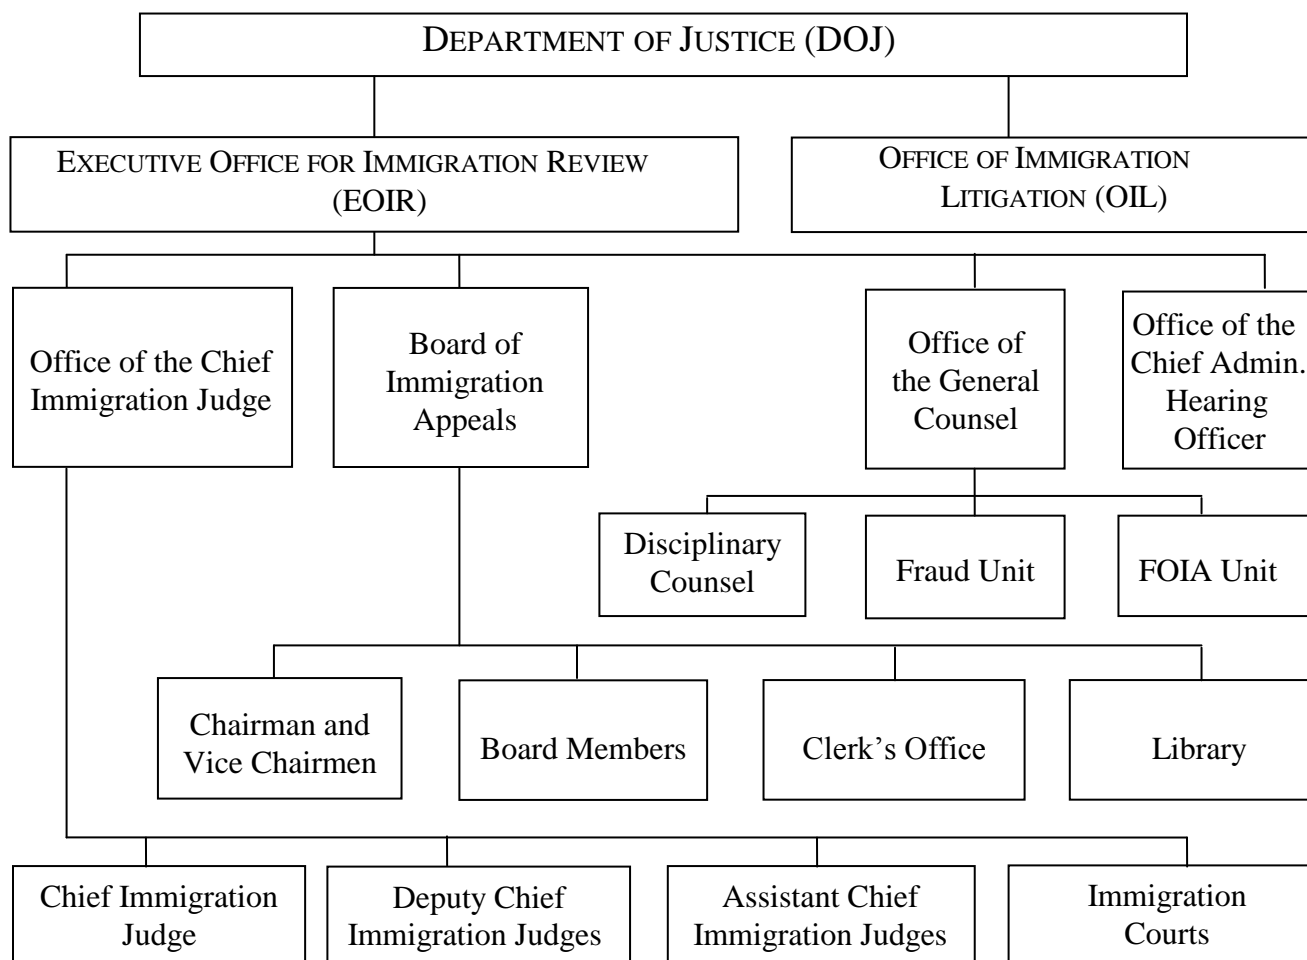 DEPARTMENT OF JUSTICE (DOJ)
EXECUTIVE OFFICE FOR IMMIGRATION REVIEW
(EOIR)
OFFICE OF IMMIGRATION
LITIGATION (OIL)
Office of the Chief
Immigration Judge
Board of
Immigration
Appeals
Office of
the General
Counsel
Office of the
Chief Admin.
Hearing
Officer
Disciplinary
Counsel
Fraud Unit
FOIA Unit
Chairman and
Vice Chairmen
Board Members
Clerk’s Office
Library
Chief Immigration
Judge
Deputy Chief
Immigration Judges
Assistant Chief
Immigration Judges
Immigration
Courts